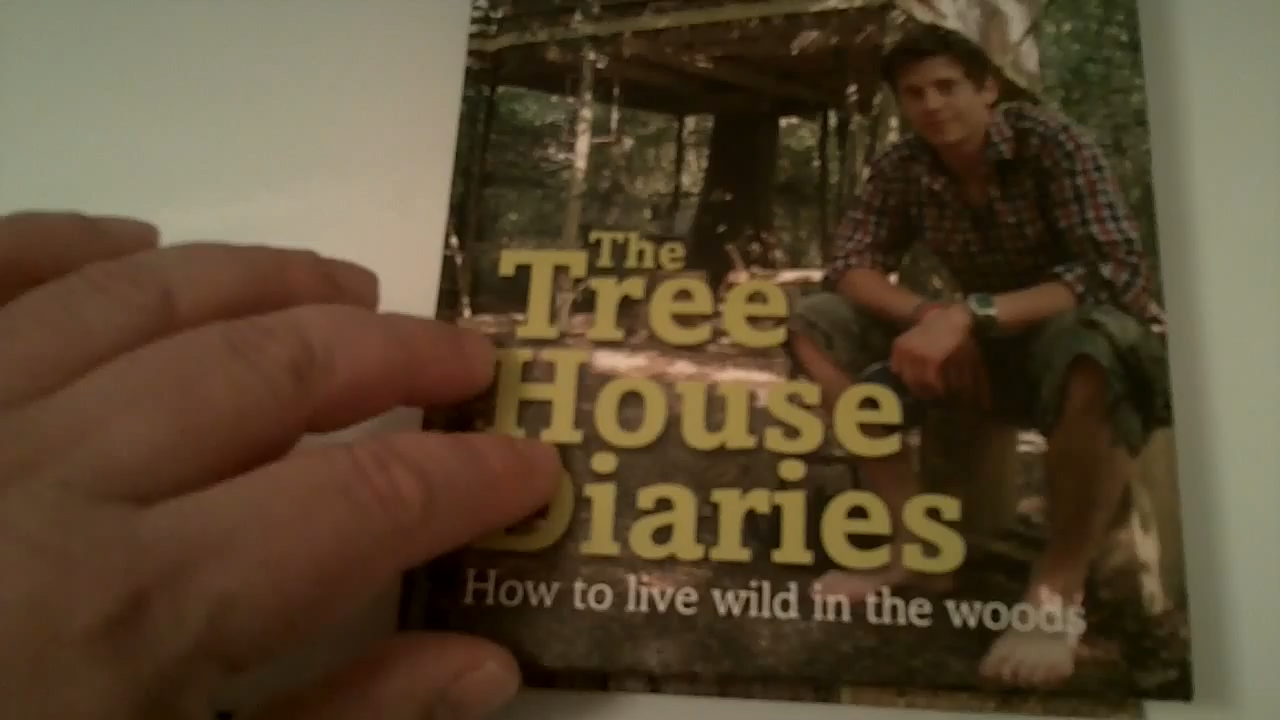 The
Tree
House
Diaries
How to live wild in the woods